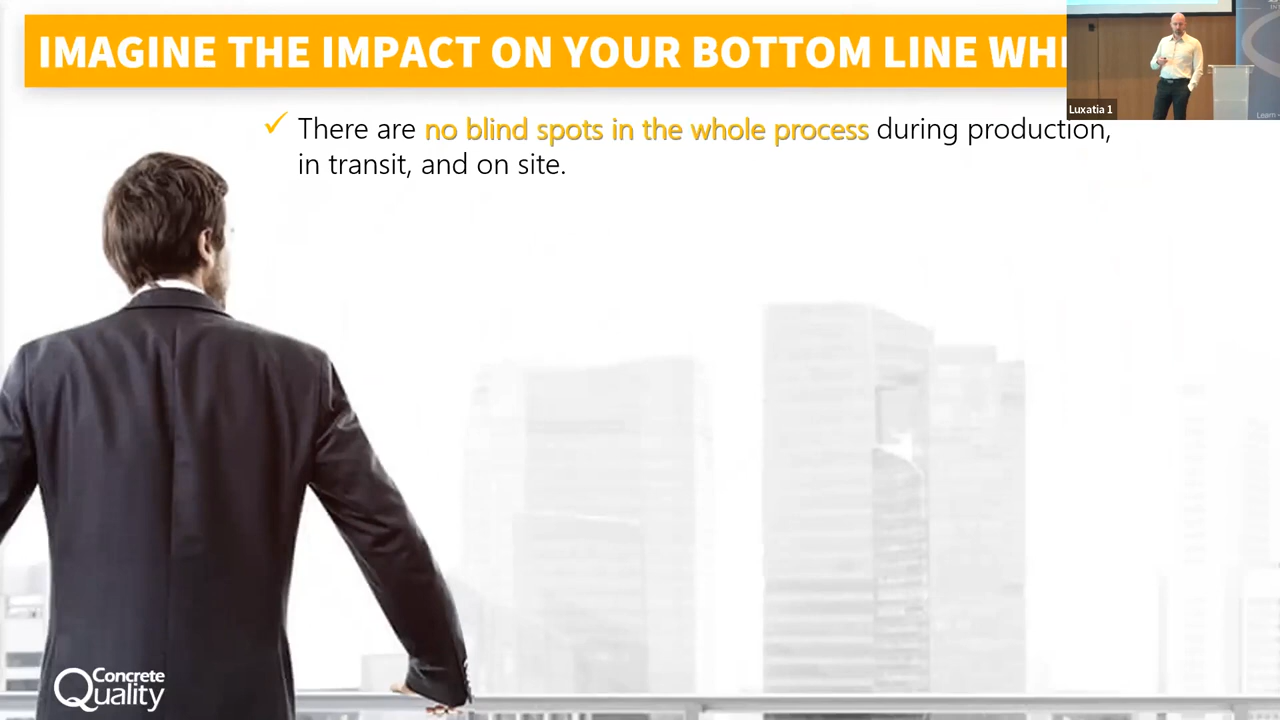 IMAGINE THE IMPACT ON YOUR BOTTOM LINE WH
Luxatia 1
Learn
✓ There are no blind spots in the whole process during production,
in transit, and on site.
Concrete
Quality